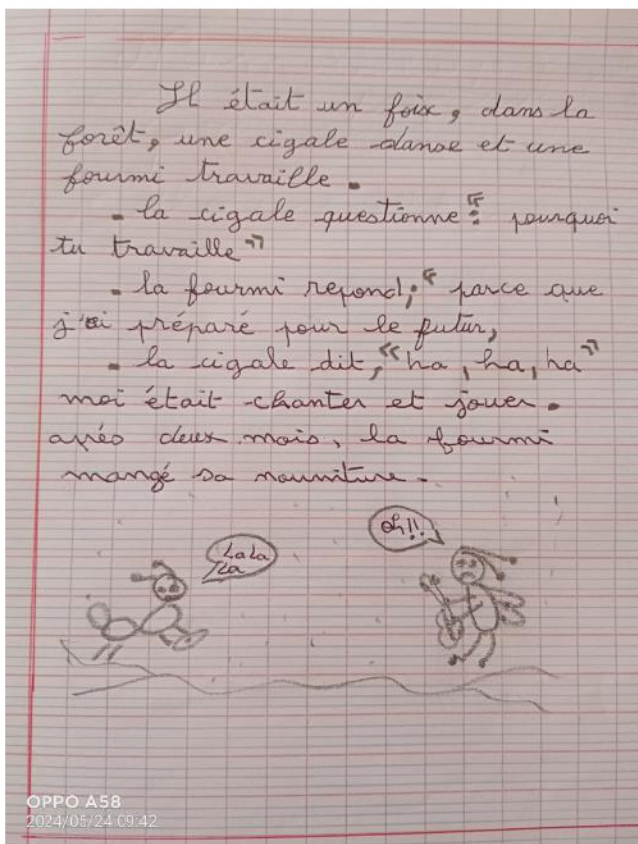 Il était un foix, dans la
forêt, une cigale danse et une
fourmi travaille.
- la cigale questionne : « pourquoi
tu travaille »
- la fourmi repond, « parce que
j'ai préparé pour le futur,
- la cigale dit, « ha, ha, ha »
moi était chanter et jouer.
aprés deux mois, la fourmi
mangé sa nourriture.
oh!!
LaLa
La
OPPO A58
2024/05/24 09:42